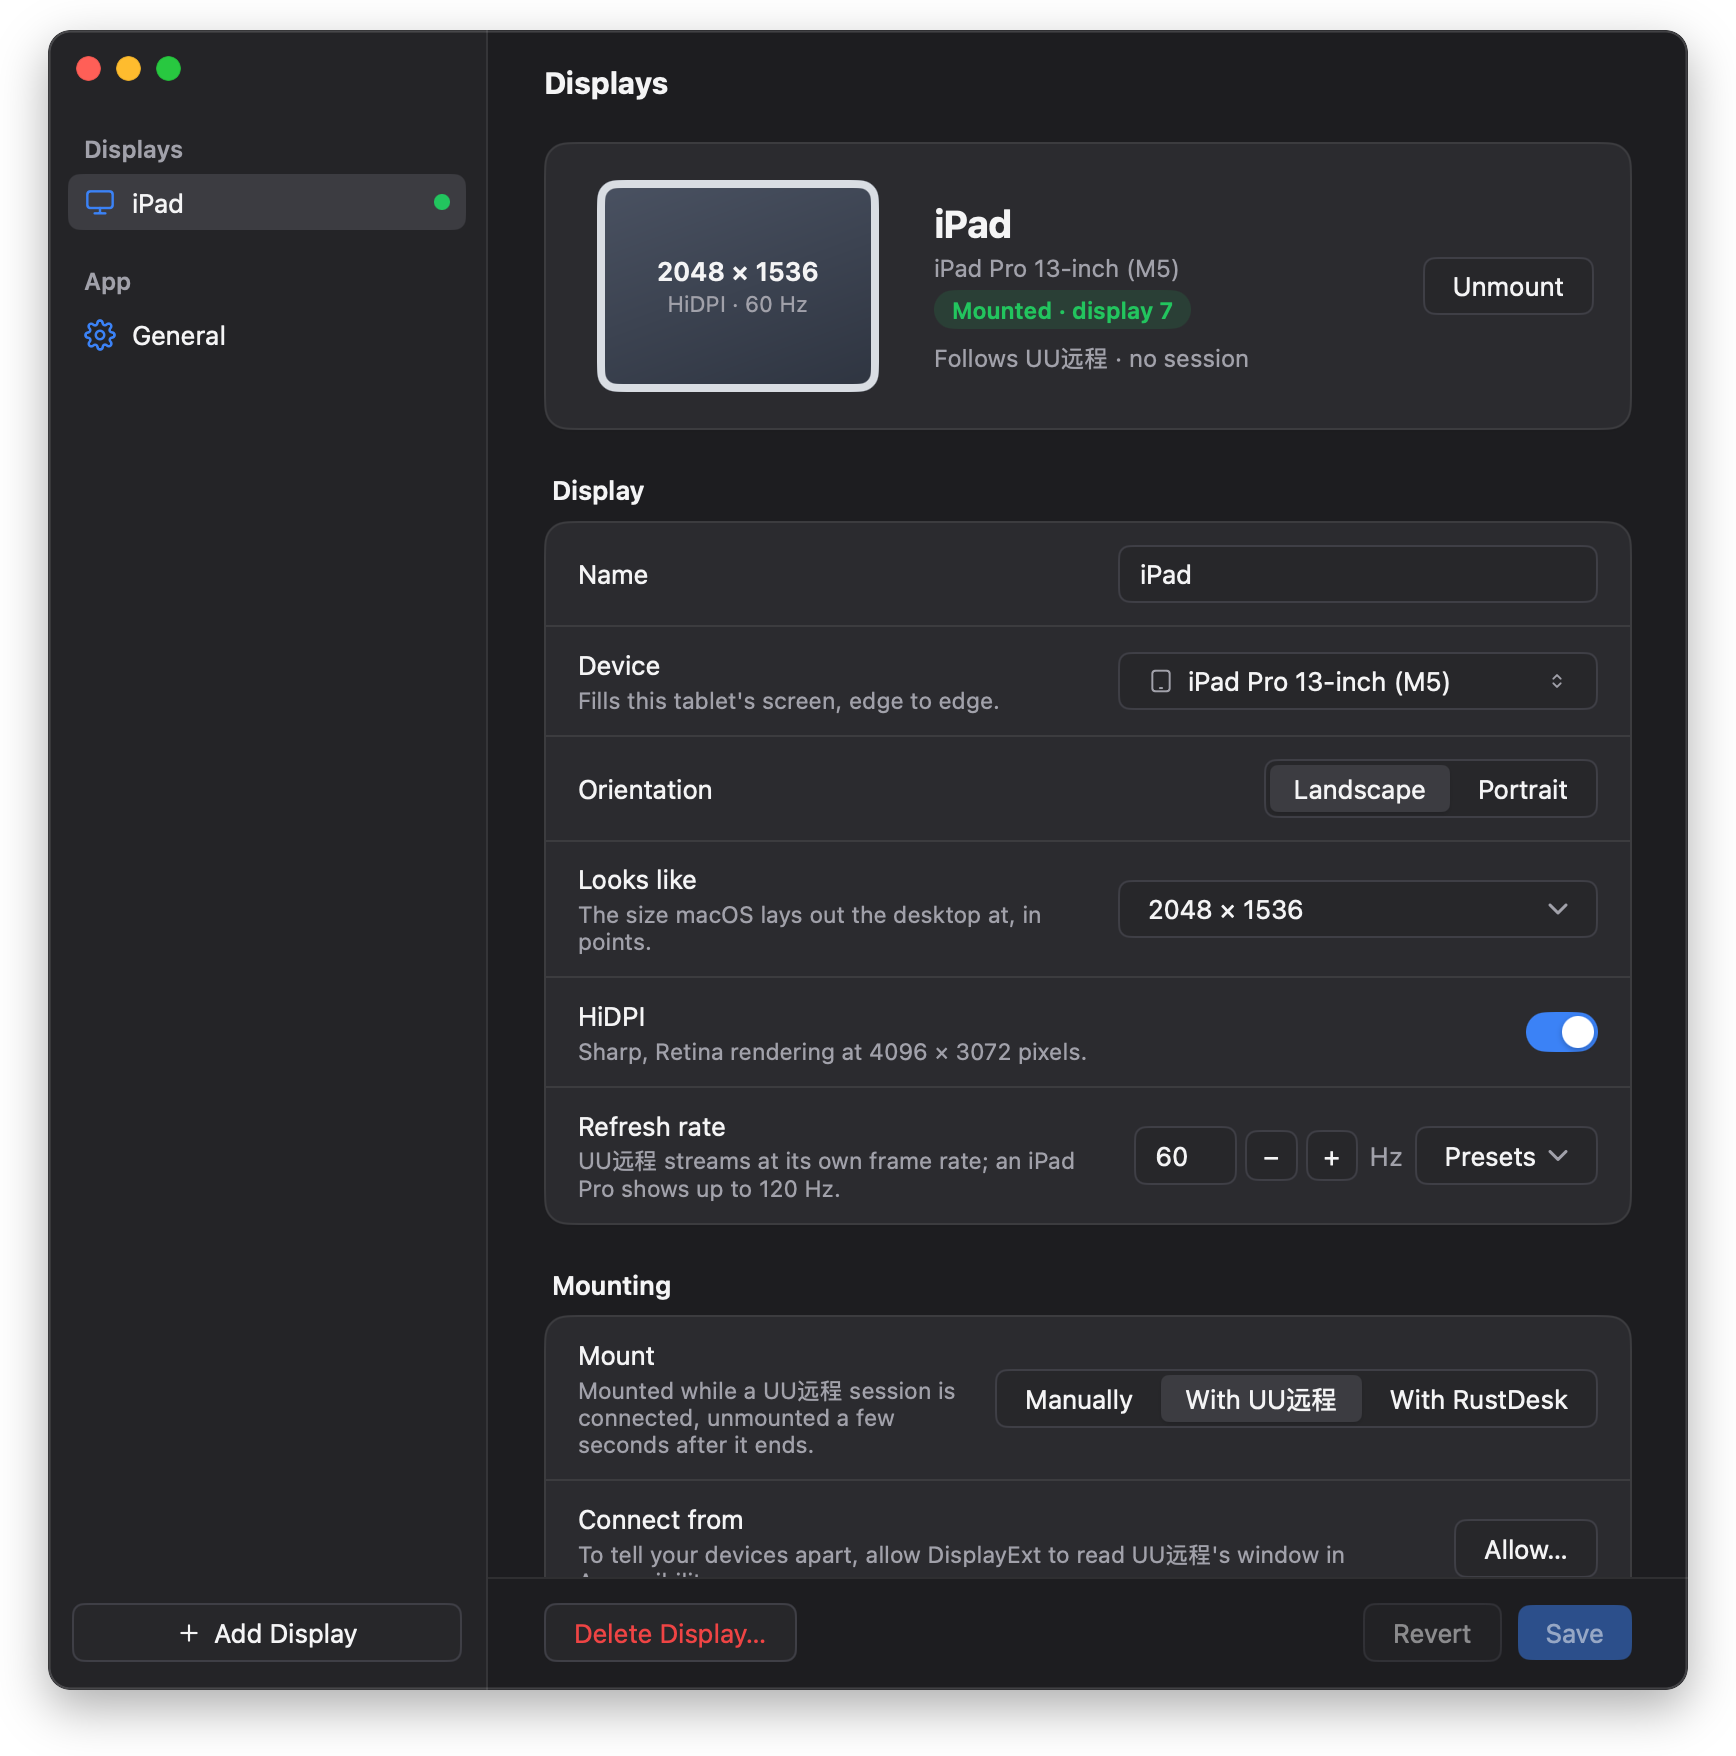 Displays
iPad
App
General
Add Display
Displays
2048 × 1536
HiDPI · 60 Hz
iPad
iPad Pro 13-inch (M5)
Mounted · display 7
Follows UU远程 · no session
Unmount
Display
Name
iPad
Device
Fills this tablet's screen, edge to edge.
iPad Pro 13-inch (M5)
Orientation
Landscape
Portrait
Looks like
The size macOS lays out the desktop at, in
points.
2048 × 1536
HiDPI
Sharp, Retina rendering at 4096 × 3072 pixels.
Refresh rate
UU远程 streams at its own frame rate; an iPad
Pro shows up to 120 Hz.
60
−
+
Hz
Presets
Mounting
Mount
Mounted while a UU远程 session is
connected, unmounted a few
seconds after it ends.
Manually
With UU远程
With RustDesk
Connect from
To tell your devices apart, allow DisplayExt to read UU远程's window in
Allow...
Delete Display...
Revert
Save